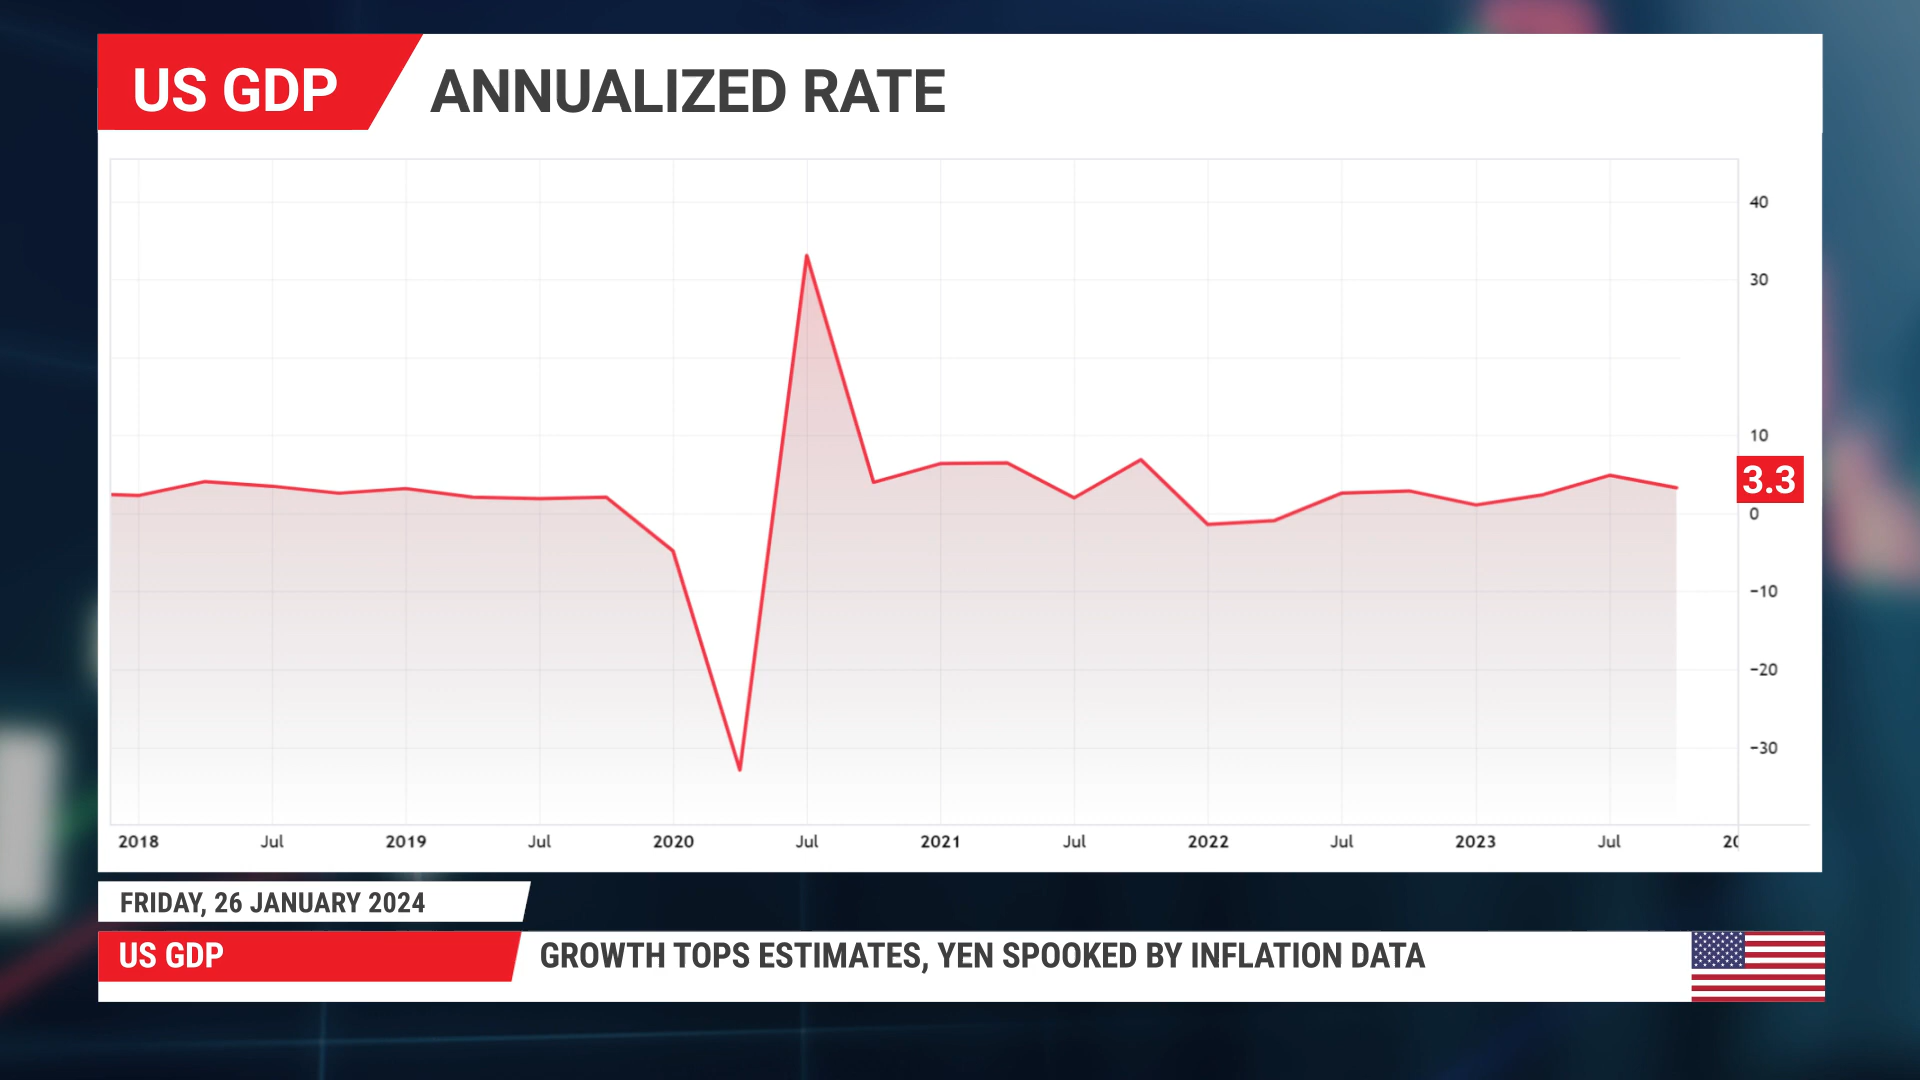 US GDP ANNUALIZED RATE
40
30
10
3.3
0
-10
-20
-30
2018 Jul 2019 Jul 2020 Jul 2021 Jul 2022 Jul 2023 Jul 20
FRIDAY, 26 JANUARY 2024
US GDP GROWTH TOPS ESTIMATES, YEN SPOOKED BY INFLATION DATA